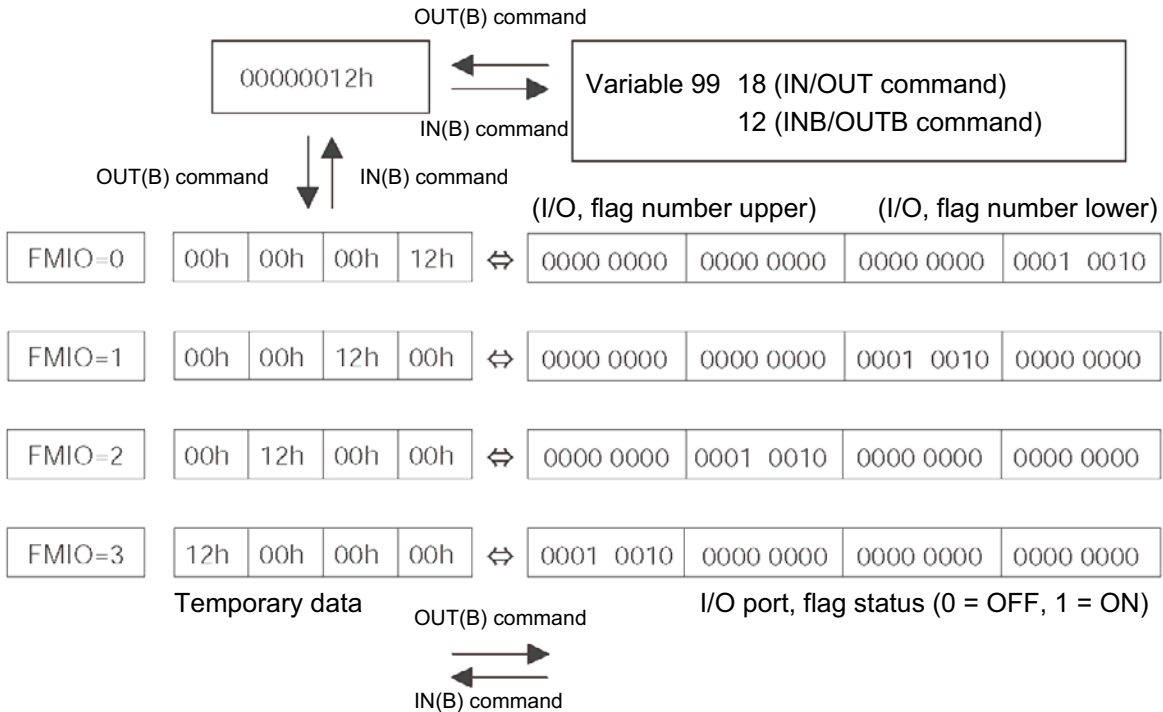 OUT(B) command
00000012h
Variable 99 18 (IN/OUT command)
12 (INB/OUTB command)
IN(B) command
OUT(B) command IN(B) command
(I/O, flag number upper) (I/O, flag number lower)
FMIO=0 00h 00h 00h 12h ⇔ 0000 0000 0000 0000 0000 0000 0001 0010
FMIO=1 00h 00h 12h 00h ⇔ 0000 0000 0000 0000 0001 0010 0000 0000
FMIO=2 00h 12h 00h 00h ⇔ 0000 0000 0001 0010 0000 0000 0000 0000
FMIO=3 12h 00h 00h 00h ⇔ 0001 0010 0000 0000 0000 0000 0000 0000
Temporary data I/O port, flag status (0 = OFF, 1 = ON)
OUT(B) command
IN(B) command